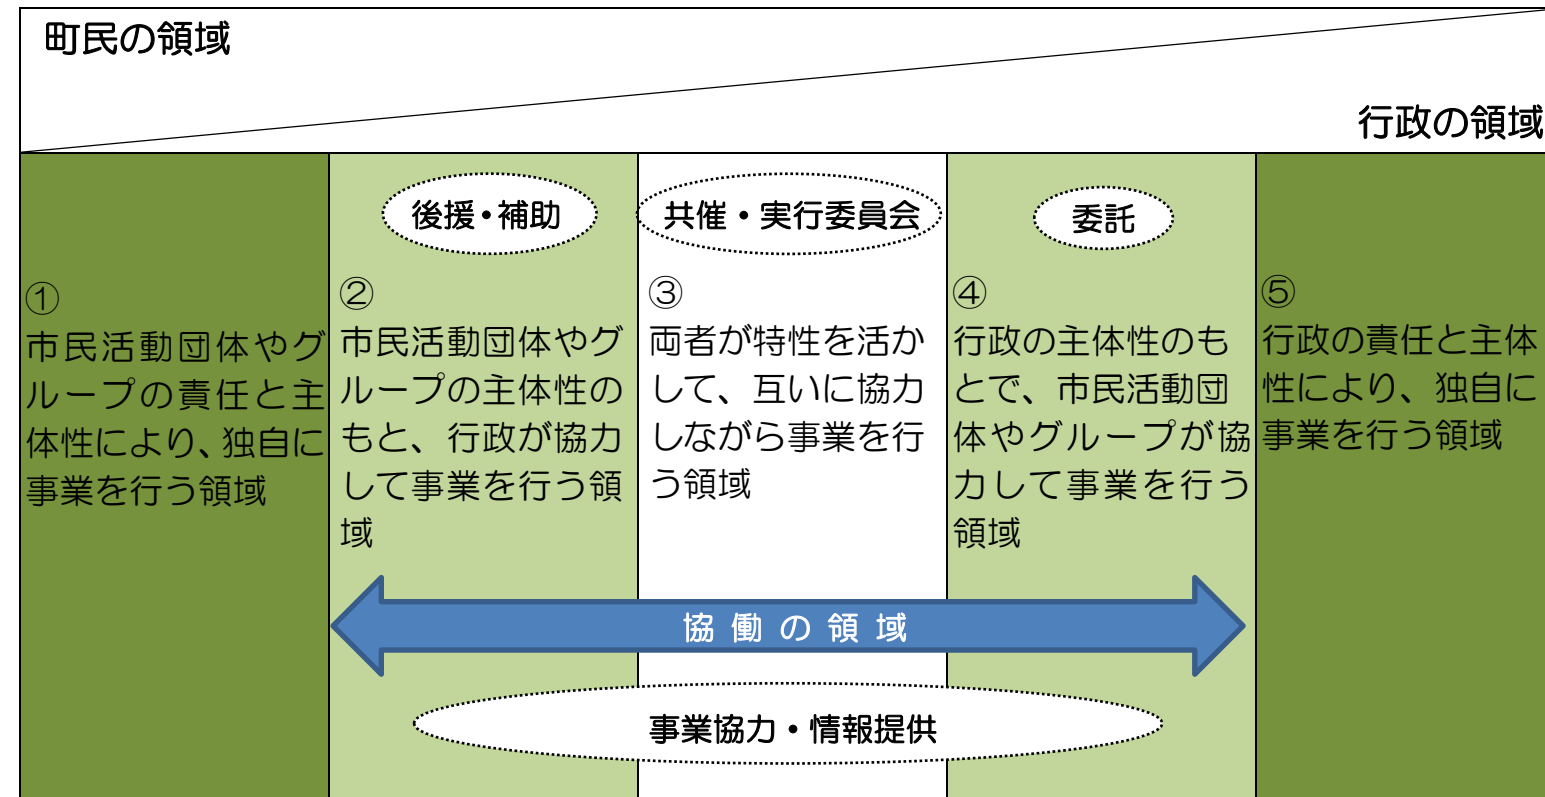 町民の領域
行政の領域
後援・補助
共催・実行委員会
委託
①
市民活動団体やグ
ループの責任と主
体性により、独自に
事業を行う領域
②
市民活動団体やグ
ループの主体性の
もと、行政が協力
して事業を行う領
域
③
両者が特性を活か
して、互いに協力
しながら事業を行
う領域
④
行政の主体性のも
とで、市民活動団
体やグループが協
力して事業を行う
領域
⑤
行政の責任と主体
性により、独自に
事業を行う領域
協働の領域
事業協力・情報提供